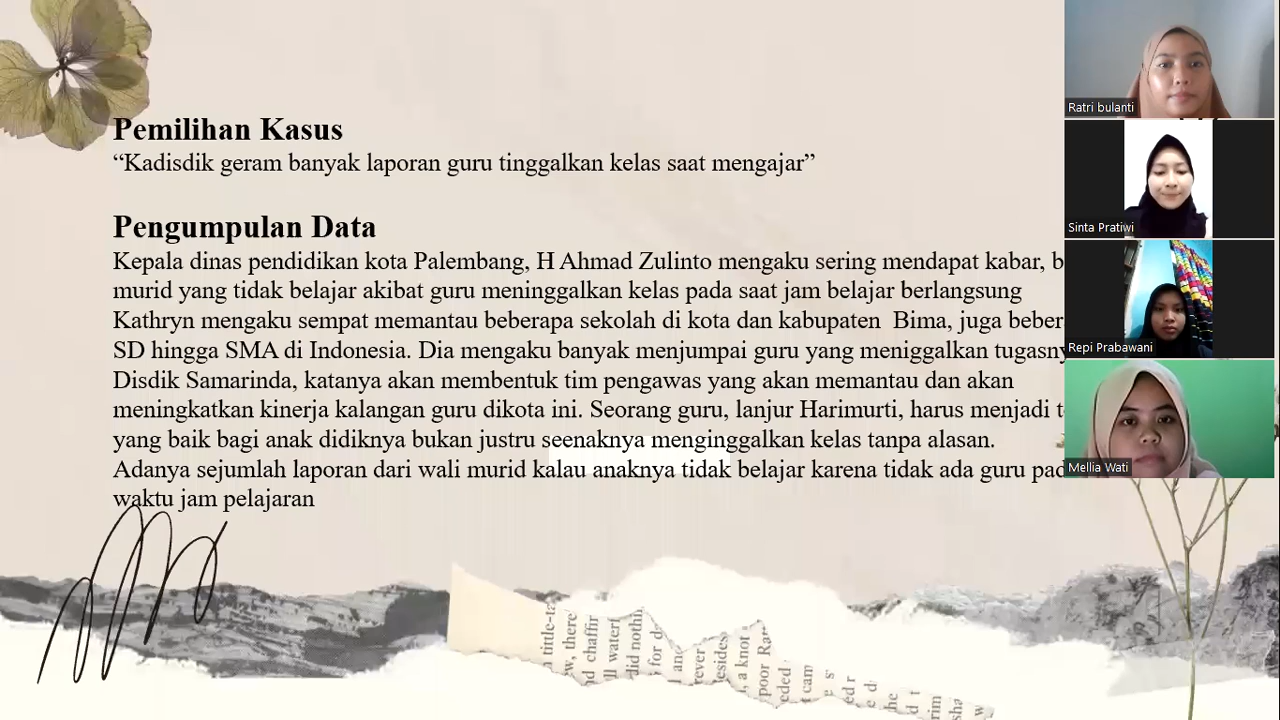 Pemilihan Kasus
“Kadisdik geram banyak laporan guru tinggalkan kelas saat mengajar”
Pengumpulan Data
Kepala dinas pendidikan kota Palembang, H Ahmad Zulinto mengaku sering mendapat kabar,
murid yang tidak belajar akibat guru meninggalkan kelas pada saat jam belajar berlangsung
Kathryn mengaku sempat memantau beberapa sekolah di kota dan kabupaten Bima, juga
SD hingga SMA di Indonesia. Dia mengaku banyak menjumpai guru yang meniggalkan
Disdik Samarinda, katanya akan membentuk tim pengawas yang akan memantau dan akan
meningkatkan kinerja kalangan guru dikota ini. Seorang guru, lanjur Harimurti, harus menjadi
yang baik bagi anak didiknya bukan justru seenaknya menginggalkan kelas tanpa alasan.
Adanya sejumlah laporan dari wali murid kalau anaknya tidak belajar karena tidak ada guru
waktu jam pelajaran
Ratri bulanti
Sinta Pratiwi
Repi Prabawani
Mellia Wati